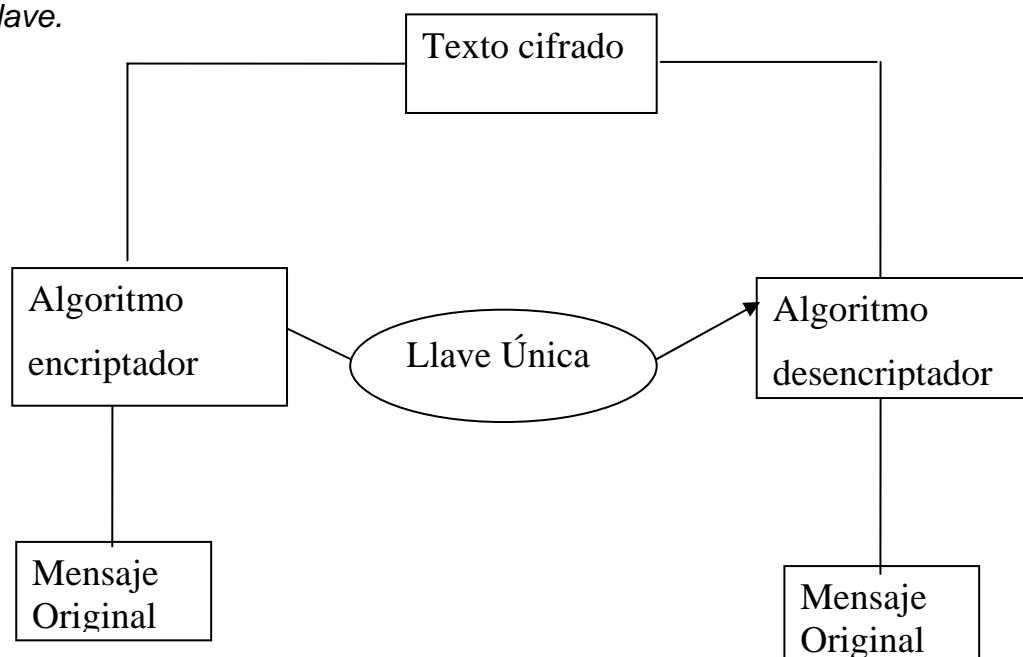 lave.
Texto cifrado
Algoritmo
encriptador
Llave Única
Algoritmo
desencriptador
Mensaje
Original
Mensaje
Original